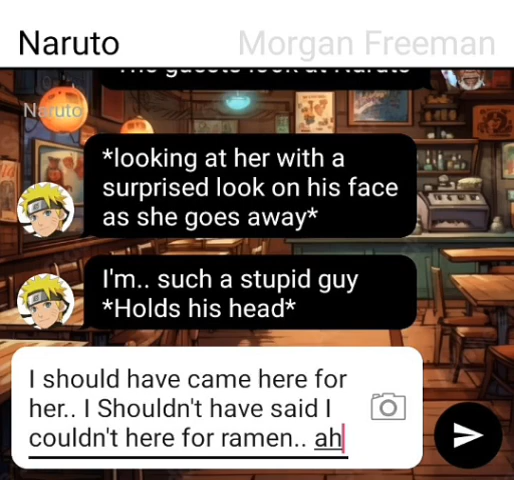 Naruto Morgan Freeman
Naruto
*looking at her with a
surprised look on his face
as she goes away*
I'm.. such a stupid guy
*Holds his head*
I should have came here for
her.. I Shouldn't have said I
couldn't here for ramen.. ah